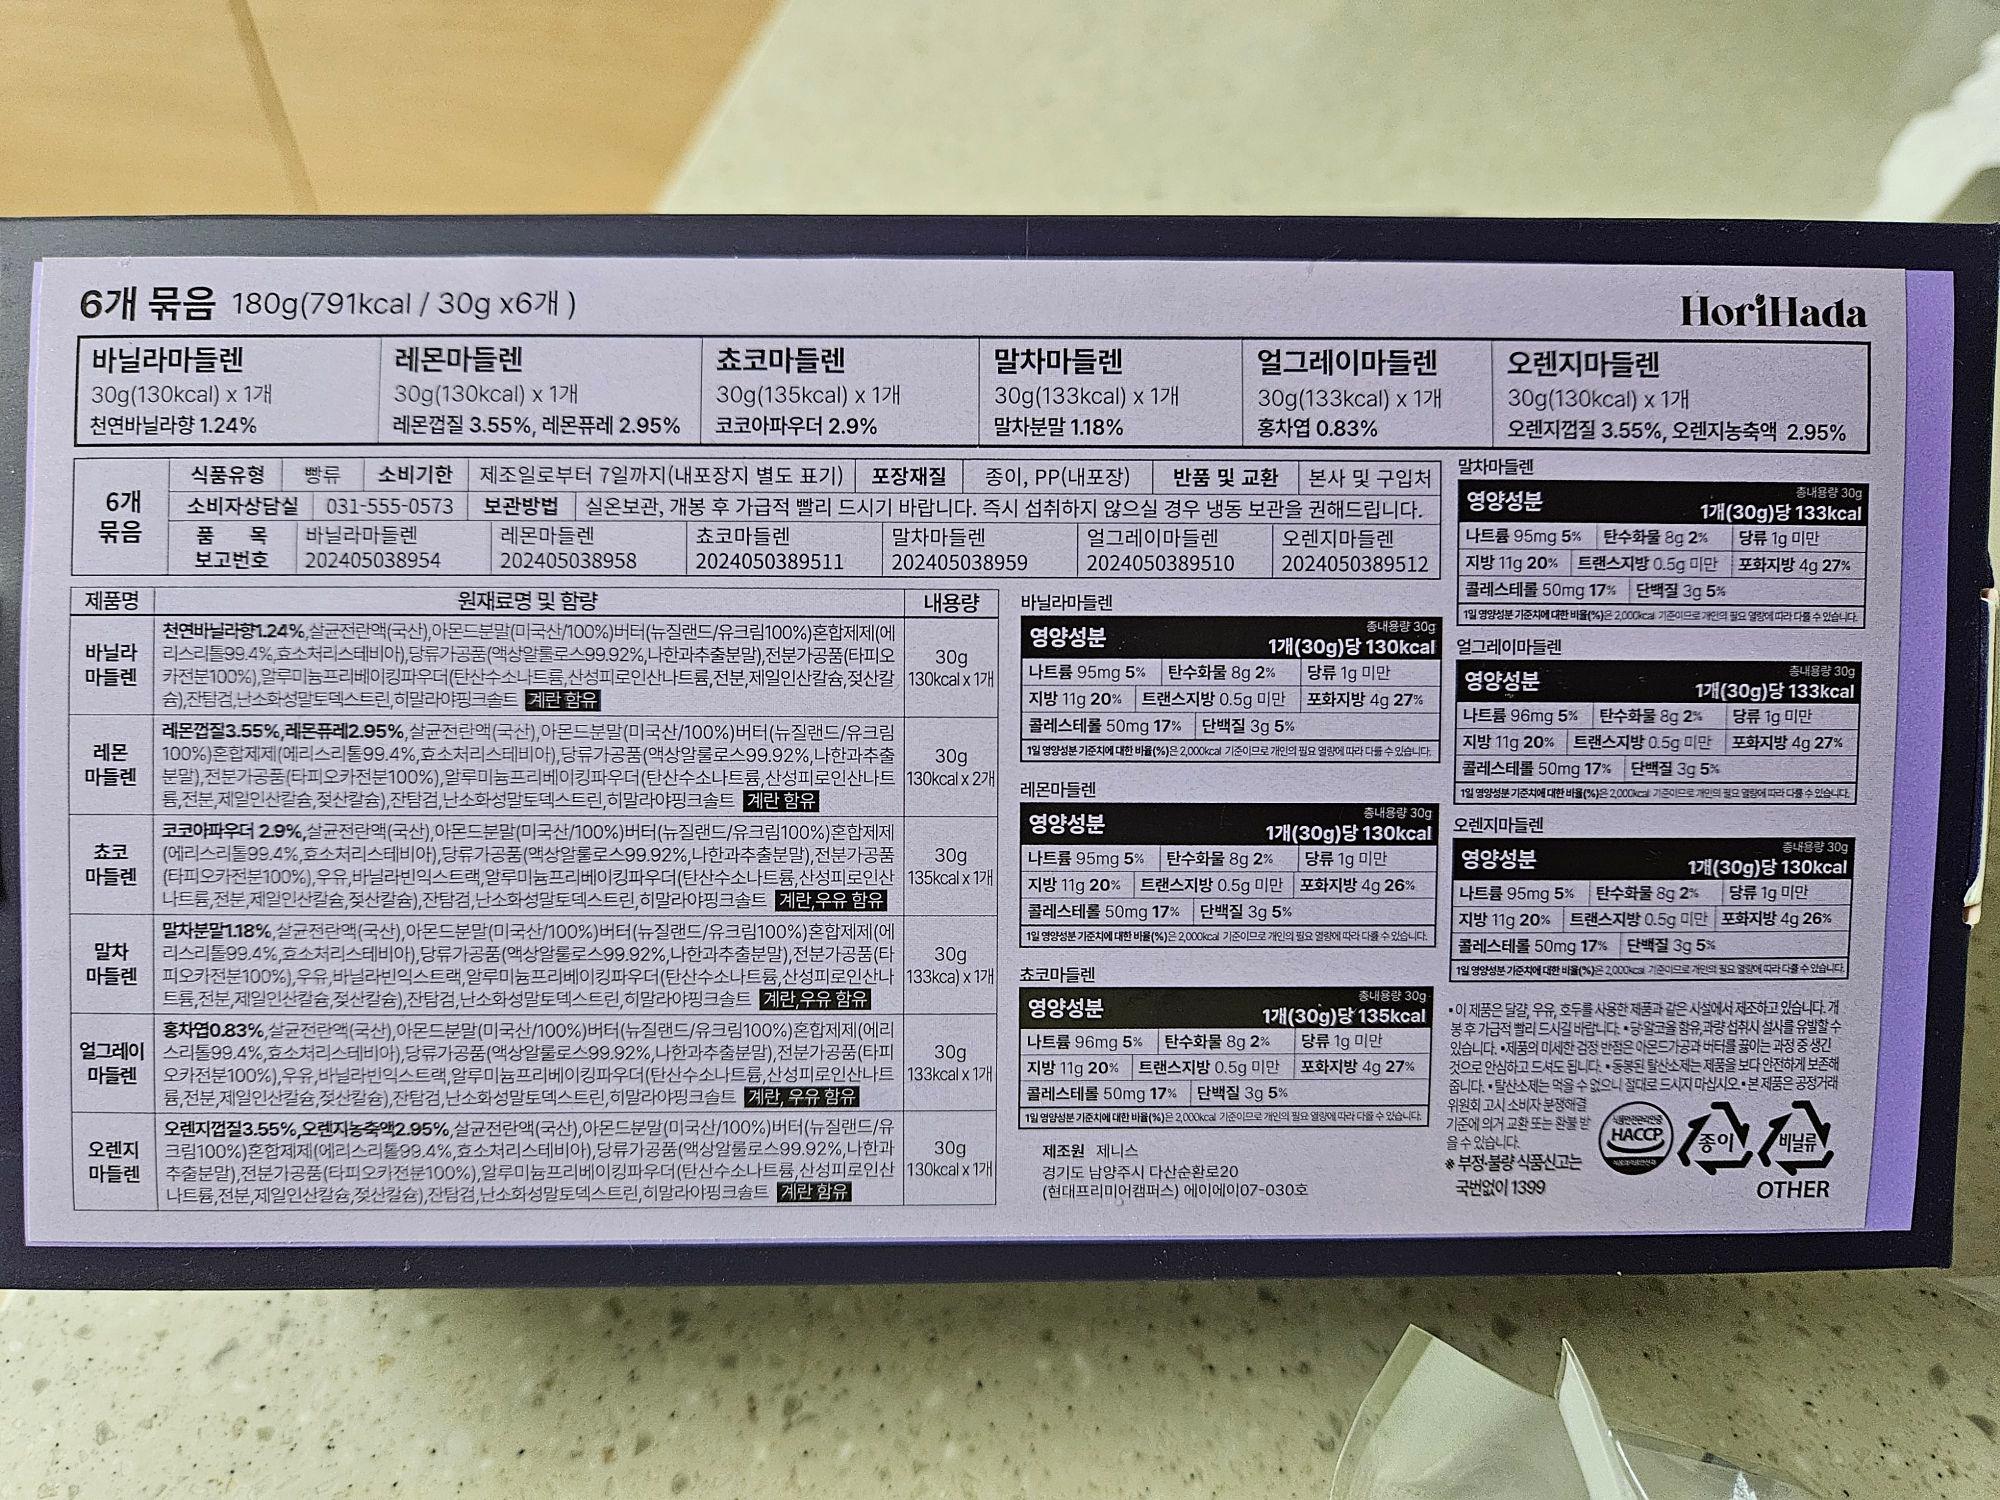 6개 묶음 180g(791kcal / 30g x6개 )
HoriHada
바닐라마들렌
30g(130kcal) x 1개
천연바닐라향 1.24%
레몬마들렌
30g(130kcal) x 1개
레몬껍질 3.55%, 레몬퓨레 2.95%
쵸코마들렌
30g(135kcal) x 1개
코코아파우더 2.9%
말차마들렌
30g(133kcal) x 1개
말차분말 1.18%
얼그레이마들렌
30g(133kcal) x 1개
홍차엽 0.83%
오렌지마들렌
30g(130kcal) x 1개
오렌지껍질 3.55%, 오렌지농축액 2.95%
6개
묶음
식품유형 빵류 소비기한 제조일로부터 7일까지(내포장지 별도 표기) 포장재질 종이, PP(내포장) 반품 및 교환 본사 및 구입처
소비자상담실 031-555-0573 보관방법 실온보관, 개봉 후 가급적 빨리 드시기 바랍니다. 즉시 섭취하지 않으실 경우 냉동 보관을 권해드립니다.
품 목 바닐라마들렌 레몬마들렌 쵸코마들렌 말차마들렌 얼그레이마들렌 오렌지마들렌
보고번호 202405038954 202405038958 2024050389511 202405038959 2024050389510 2024050389512
제품명 원재료명 및 함량 내용량
바닐라
마들렌
천연바닐라향1.24%,살균전란액(국산),아몬드분말(미국산/100%)버터(뉴질랜드/유크림100%)혼합제제(에
리스리톨99.4%,효소처리스테비아),당류가공품(액상알룰로스99.92%,나한과추출분말),전분가공품(타피오
카전분100%),알루미늄프리베이킹파우더(탄산수소나트륨,산성피로인산나트륨,전분,제일인산칼슘,젖산칼
슘),잔탐검,난소화성말토덱스트린,히말라야핑크솔트 계란 함유
30g
130kcal x 1개
레몬
마들렌
레몬껍질3.55%,레몬퓨레2.95%,살균전란액(국산),아몬드분말(미국산/100%)버터(뉴질랜드/유크림
100%)혼합제제(에리스리톨99.4%,효소처리스테비아),당류가공품(액상알룰로스99.92%,나한과추출
분말),전분가공품(타피오카전분100%),알루미늄프리베이킹파우더(탄산수소나트륨,산성피로인산나트
륨,전분,제일인산칼슘,젖산칼슘),잔탐검,난소화성말토덱스트린,히말라야핑크솔트 계란 함유
30g
130kcal x 2개
쵸코
마들렌
코코아파우더 2.9%,살균전란액(국산),아몬드분말(미국산/100%)버터(뉴질랜드/유크림100%)혼합제제
(에리스리톨99.4%,효소처리스테비아),당류가공품(액상알룰로스99.92%,나한과추출분말),전분가공품
(타피오카전분100%),우유,바닐라빈익스트랙,알루미늄프리베이킹파우더(탄산수소나트륨,산성피로인산
나트륨,전분,제일인산칼슘,젖산칼슘),잔탐검,난소화성말토덱스트린,히말라야핑크솔트 계란,우유 함유
30g
135kcal x 1개
말차
마들렌
말차분말1.18%,살균전란액(국산),아몬드분말(미국산/100%)버터(뉴질랜드/유크림100%)혼합제제(에
리스리톨99.4%,효소처리스테비아),당류가공품(액상알룰로스99.92%,나한과추출분말),전분가공품(타
피오카전분100%),우유,바닐라빈익스트랙,알루미늄프리베이킹파우더(탄산수소나트륨,산성피로인산나
트륨,전분,제일인산칼슘,젖산칼슘),잔탐검,난소화성말토덱스트린,히말라야핑크솔트 계란,우유 함유
30g
133kca) x 1개
얼그레이
마들렌
홍차엽0.83%,살균전란액(국산),아몬드분말(미국산/100%)버터(뉴질랜드/유크림100%)혼합제제(에리
스리톨99.4%,효소처리스테비아),당류가공품(액상알룰로스99.92%,나한과추출분말),전분가공품(타피
오카전분100%),우유,바닐라빈익스트랙,알루미늄프리베이킹파우더(탄산수소나트륨,산성피로인산나트
륨,전분,제일인산칼슘,젖산칼슘),잔탐검,난소화성말토덱스트린,히말라야핑크솔트 계란, 우유 함유
30g
133kcal x 1개
오렌지
마들렌
오렌지껍질3.55%,오렌지농축액2.95%,살균전란액(국산),아몬드분말(미국산/100%)버터(뉴질랜드/유
크림100%)혼합제제(에리스리톨99.4%,효소처리스테비아),당류가공품(액상알룰로스99.92%,나한과
추출분말),전분가공품(타피오카전분100%),알루미늄프리베이킹파우더(탄산수소나트륨,산성피로인산
나트륨,전분,제일인산칼슘,젖산칼슘),잔탐검,난소화성말토덱스트린,히말라야핑크솔트 계란 함유
30g
130kcal x 1개
바닐라마들렌
영양성분 총내용량 30g
1개(30g)당 130kcal
나트륨 95mg 5% 탄수화물 8g 2% 당류 1g 미만
지방 11g 20% 트랜스지방 0.5g 미만 포화지방 4g 27%
콜레스테롤 50mg 17% 단백질 3g 5%
1일 영양성분 기준치에 대한 비율(%)은 2,000kcal 기준이므로 개인의 필요 열량에 따라 다를 수 있습니다.
레몬마들렌
영양성분 총내용량 30g
1개(30g)당 130kcal
나트륨 95mg 5% 탄수화물 8g 2% 당류 1g 미만
지방 11g 20% 트랜스지방 0.5g 미만 포화지방 4g 26%
콜레스테롤 50mg 17% 단백질 3g 5%
1일 영양성분 기준치에 대한 비율(%)은 2,000kcal 기준이므로 개인의 필요 열량에 따라 다를 수 있습니다.
쵸코마들렌
영양성분 총내용량 30g
1개(30g)당 135kcal
나트륨 96mg 5% 탄수화물 8g 2% 당류 1g 미만
지방 11g 20% 트랜스지방 0.5g 미만 포화지방 4g 27%
콜레스테롤 50mg 17% 단백질 3g 5%
1일 영양성분 기준치에 대한 비율(%)은 2,000kcal 기준이므로 개인의 필요 열량에 따라 다를 수 있습니다.
제조원 제니스
경기도 남양주시 다산순환로20
(현대프리미어캠퍼스) 에이에이07-030호
말차마들렌
영양성분 총내용량 30g
1개(30g)당 133kcal
나트륨 95mg 5% 탄수화물 8g 2% 당류 1g 미만
지방 11g 20% 트랜스지방 0.5g 미만 포화지방 4g 27%
콜레스테롤 50mg 17% 단백질 3g 5%
1일 영양성분 기준치에 대한 비율(%)은 2,000kcal 기준이므로 개인의 필요 열량에 따라 다를 수 있습니다.
얼그레이마들렌
영양성분 총내용량 30g
1개(30g)당 133kcal
나트륨 96mg 5% 탄수화물 8g 2% 당류 1g 미만
지방 11g 20% 트랜스지방 0.5g 미만 포화지방 4g 27%
콜레스테롤 50mg 17% 단백질 3g 5%
1일 영양성분 기준치에 대한 비율(%)은 2,000kcal 기준이므로 개인의 필요 열량에 따라 다를 수 있습니다.
오렌지마들렌
영양성분 총내용량 30g
1개(30g)당 130kcal
나트륨 95mg 5% 탄수화물 8g 2% 당류 1g 미만
지방 11g 20% 트랜스지방 0.5g 미만 포화지방 4g 26%
콜레스테롤 50mg 17% 단백질 3g 5%
1일 영양성분 기준치에 대한 비율(%)은 2,000kcal 기준이므로 개인의 필요 열량에 따라 다를 수 있습니다.
•이 제품은 달걀, 우유, 호두를 사용한 제품과 같은 시설에서 제조하고 있습니다. 개
봉 후 가급적 빨리 드시길 바랍니다. •당알코올 함유,과량 섭취시 설사를 유발할 수
있습니다. •제품의 미세한 검정 반점은 아몬드가공과 버터를 끓이는 과정 중 생긴
것으로 안심하고 드셔도 됩니다. •동봉된 탈산소제는 제품을 보다 안전하게 보존해
줍니다. •탈산소제는 먹을 수 없으니 절대로 드시지 마십시오.•본 제품은 공정거래
위원회 고시 소비자 분쟁해결
기준에 의거 교환 또는 환불 받
을 수 있습니다.
※ 부정·불량 식품신고는
국번없이 1399
HACCP
종이
비닐류
OTHER